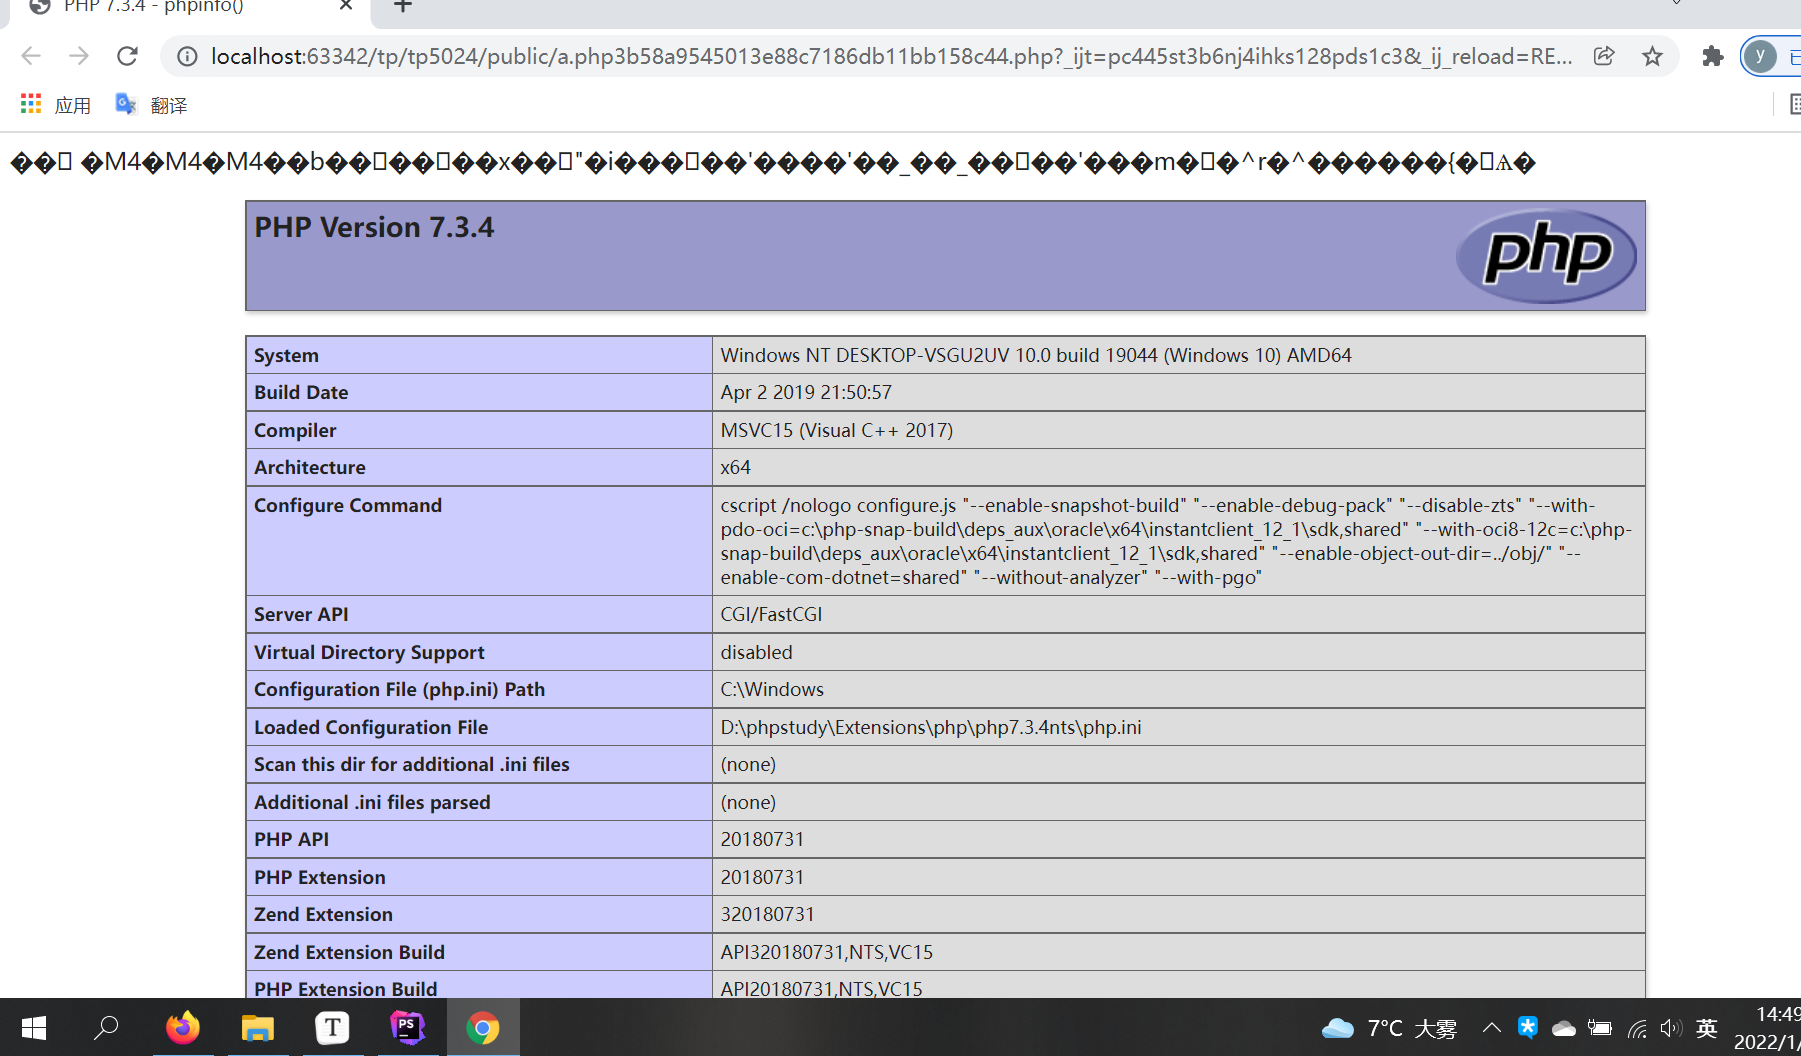 PHP 7.3.4 - phpinfo()
localhost:63342/tp/tp5024/public/a.php3b58a9545013e88c7186db11bb158c44.php?_ijt=pc445st3b6nj4ihks128pds1c3&_ij_reload=RE...
y
应用 翻译
��▯ �M4�M4�M4��b��▯��▯��x��▯"�i���▯��'����'��_��_��▯��'���m�▯�^r�^������{�▯Ѧ�
PHP Version 7.3.4
php
System Windows NT DESKTOP-VSGU2UV 10.0 build 19044 (Windows 10) AMD64
Build Date Apr 2 2019 21:50:57
Compiler MSVC15 (Visual C++ 2017)
Architecture x64
Configure Command cscript /nologo configure.js "--enable-snapshot-build" "--enable-debug-pack" "--disable-zts" "--with-
pdo-oci=c:\php-snap-build\deps_aux\oracle\x64\instantclient_12_1\sdk,shared" "--with-oci8-12c=c:\php-
snap-build\deps_aux\oracle\x64\instantclient_12_1\sdk,shared" "--enable-object-out-dir=../obj/" "--
enable-com-dotnet=shared" "--without-analyzer" "--with-pgo"
Server API CGI/FastCGI
Virtual Directory Support disabled
Configuration File (php.ini) Path C:\Windows
Loaded Configuration File D:\phpstudy\Extensions\php\php7.3.4nts\php.ini
Scan this dir for additional .ini files (none)
Additional .ini files parsed (none)
PHP API 20180731
PHP Extension 20180731
Zend Extension 320180731
Zend Extension Build API320180731,NTS,VC15
PHP Extension Build API20180731,NTS,VC15
T
PS
7°C 大雾
英
14:49
2022/1/